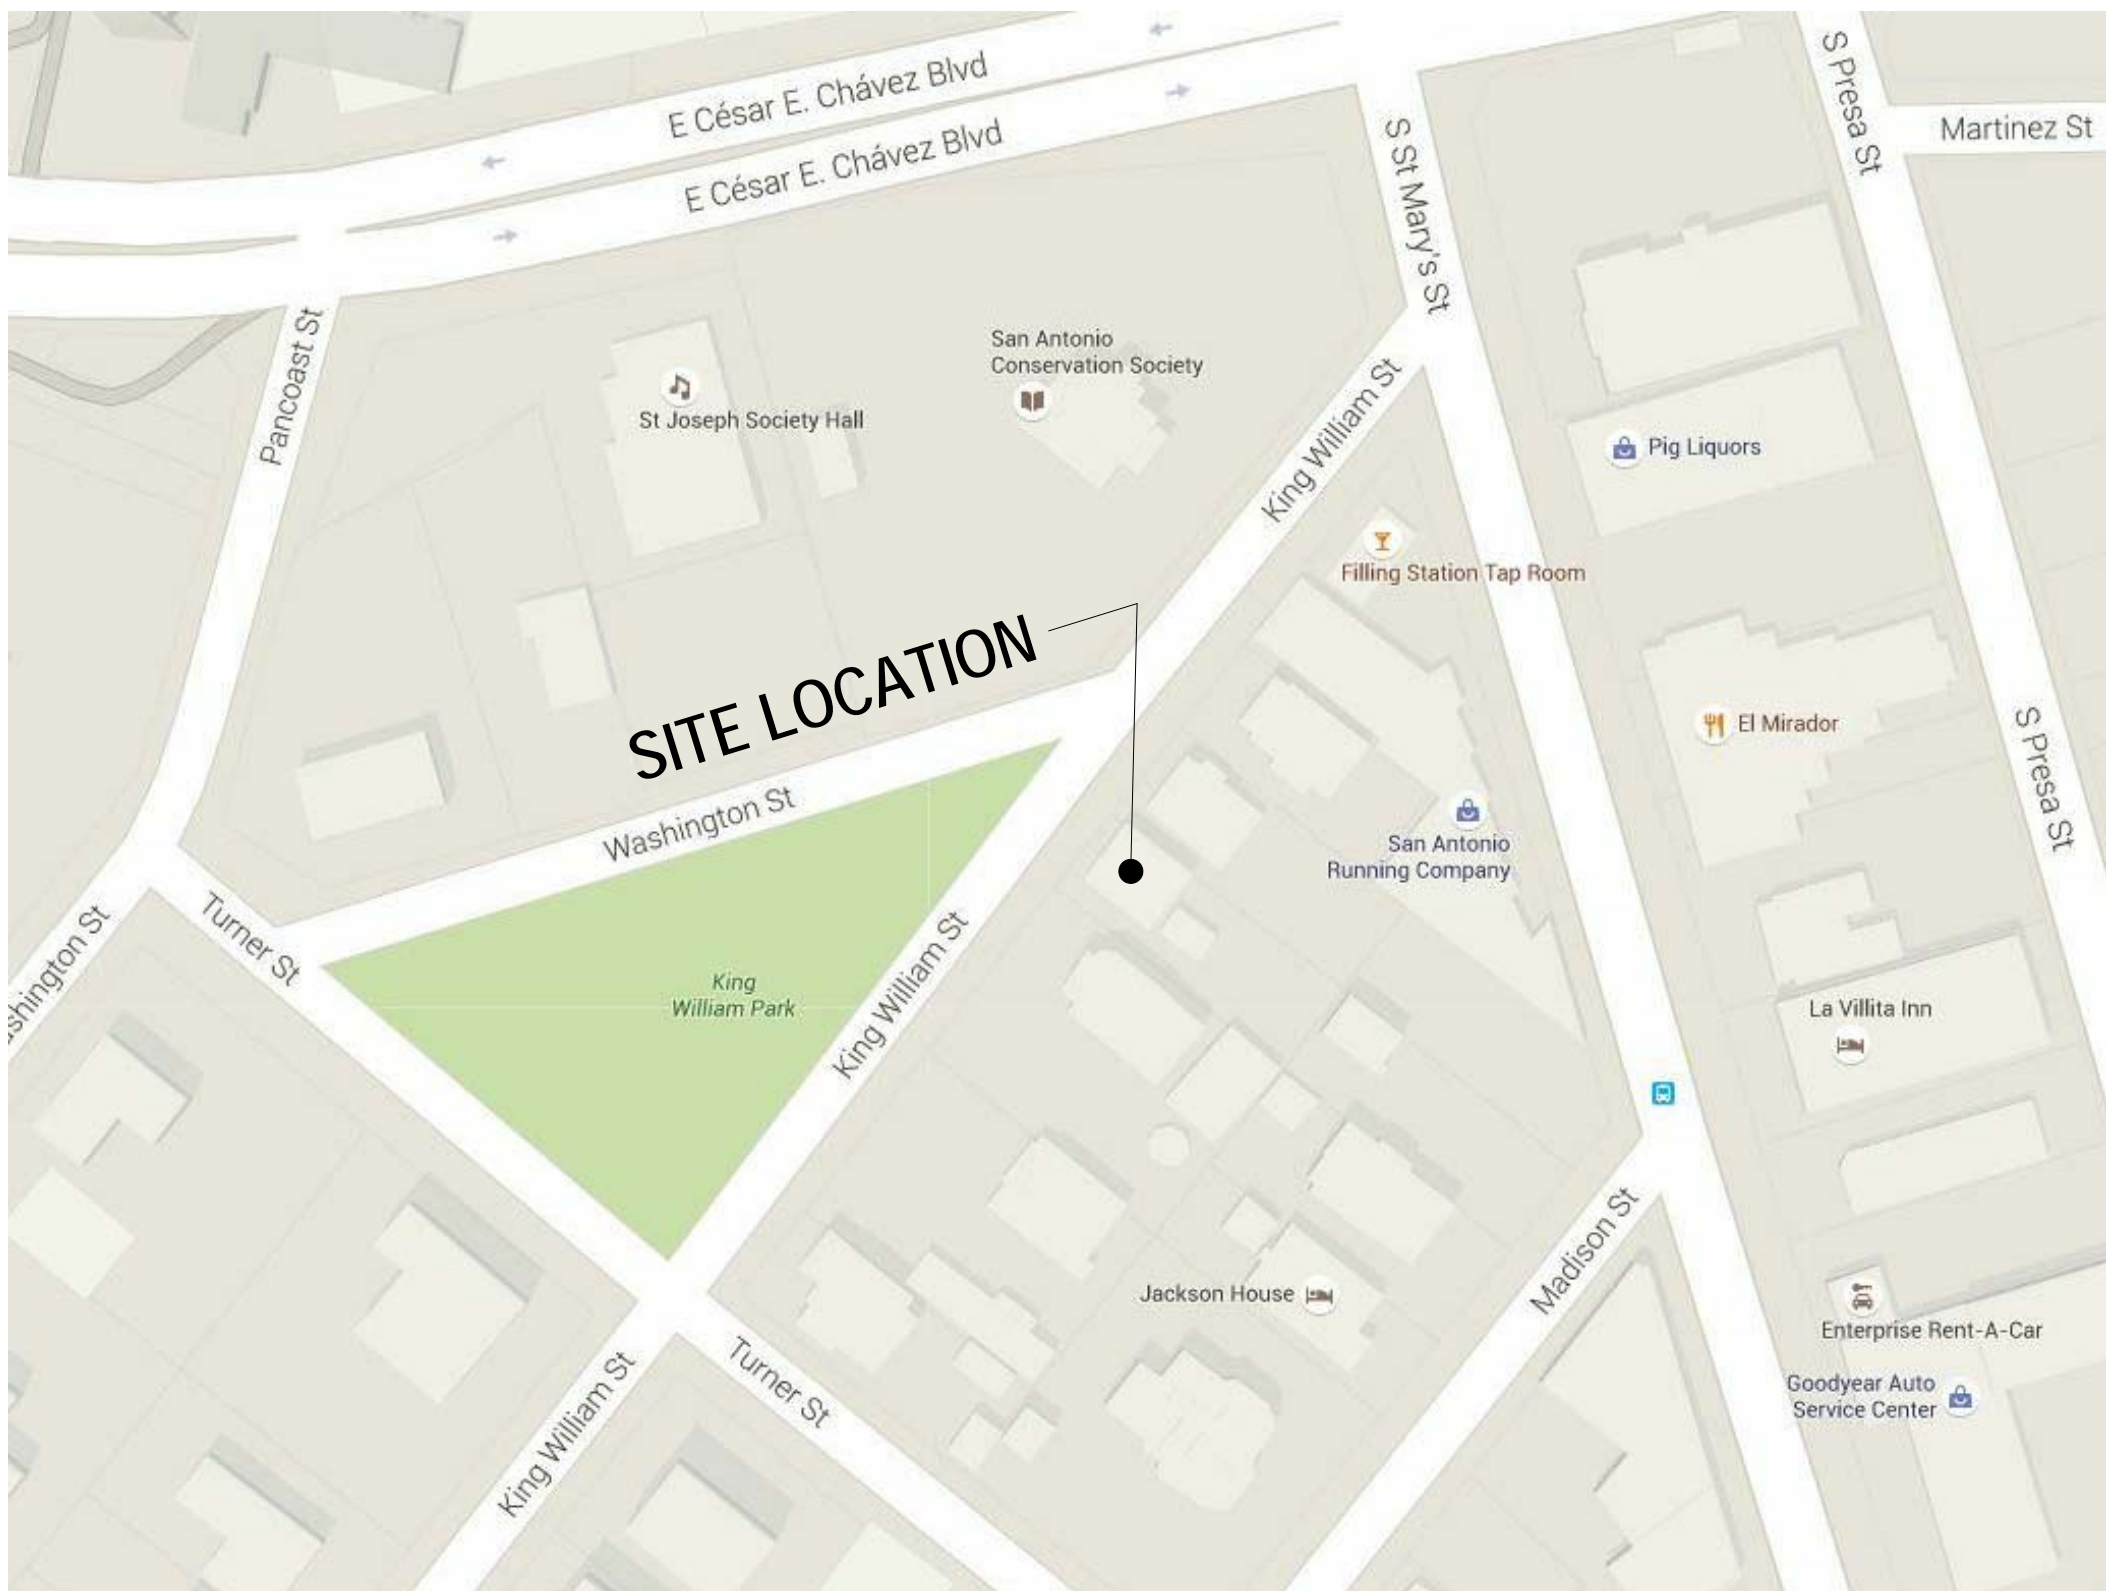 E César E. Chávez Blvd
E César E. Chávez Blvd
S Presa St
Martinez St
S St Mary's St
Pancoast St
San Antonio
Conservation Society
St Joseph Society Hall
King William St
Pig Liquors
Filling Station Tap Room
SITE LOCATION
El Mirador
S Presa St
Washington St
San Antonio
Running Company
Turner St
shington St
King
William Park
King William St
La Villita Inn
Jackson House
Madison St
Enterprise Rent-A-Car
Goodyear Auto
Service Center
King William St
Turner St